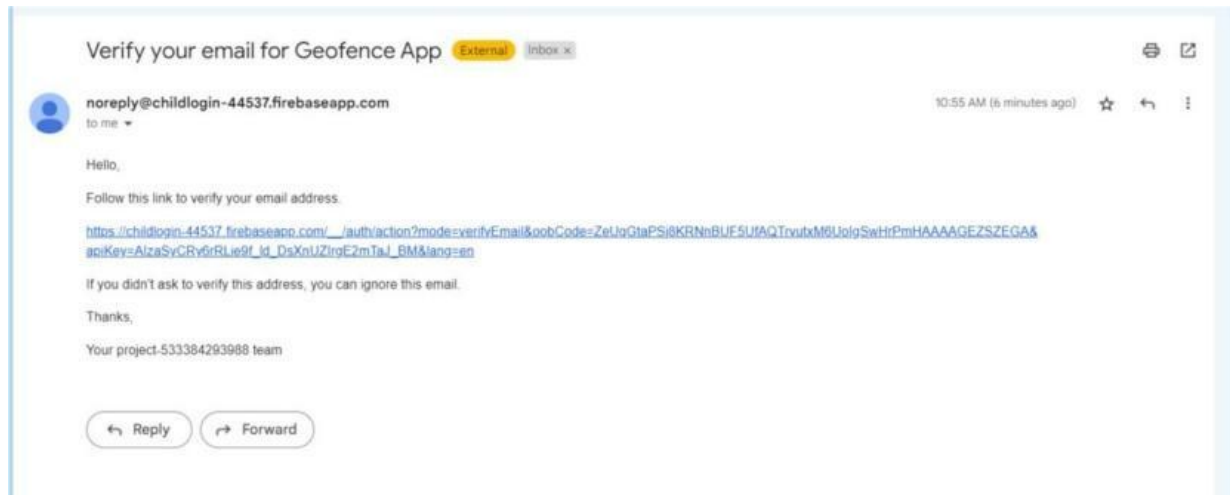 Verify your email for Geofence App External Inbox x
noreply@childlogin-44537.firebaseapp.com 10:55 AM (6 minutes ago)
to me
Hello,
Follow this link to verify your email address.
https://childlogin-44537.firebaseapp.com/__/auth/action?mode=verifyEmail&oobCode=ZeUqGtaPSj8KRNnBUF5UfAQTrvutxM6UolgSwHrPmHAAAAGEZSZEGA&
apiKey=AIzaSyCRv6rRLie9f_ld_DsXnUZIrgE2mTaJ_BM&lang=en
If you didn't ask to verify this address, you can ignore this email.
Thanks,
Your project-533384293988 team
Reply Forward